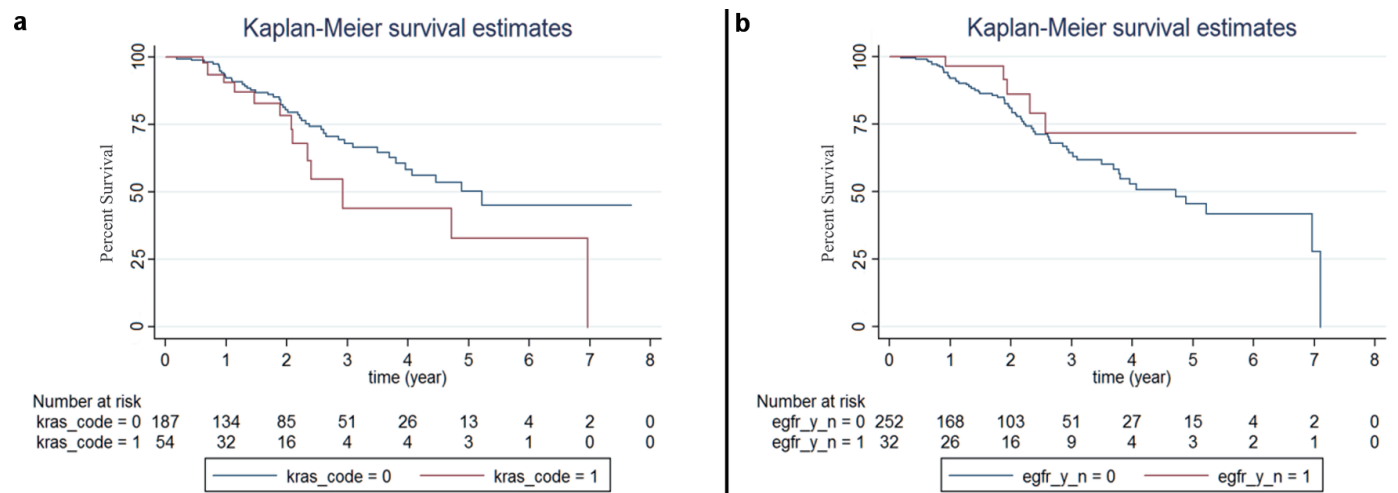 a
Kaplan-Meier survival estimates
Percent Survival
100
75
50
25
0
0 1 2 3 4 5 6 7 8
time (year)
Number at risk
kras_code = 0 187 134 85 51 26 13 4 2 0
kras_code = 1 54 32 16 4 4 3 1 0 0
kras_code = 0 kras_code = 1
b
Kaplan-Meier survival estimates
Percent Survival
100
75
50
25
0
0 1 2 3 4 5 6 7 8
time (year)
Number at risk
egfr_y_n = 0 252 168 103 51 27 15 4 2 0
egfr_y_n = 1 32 26 16 9 4 3 2 1 0
egfr_y_n = 0 egfr_y_n = 1